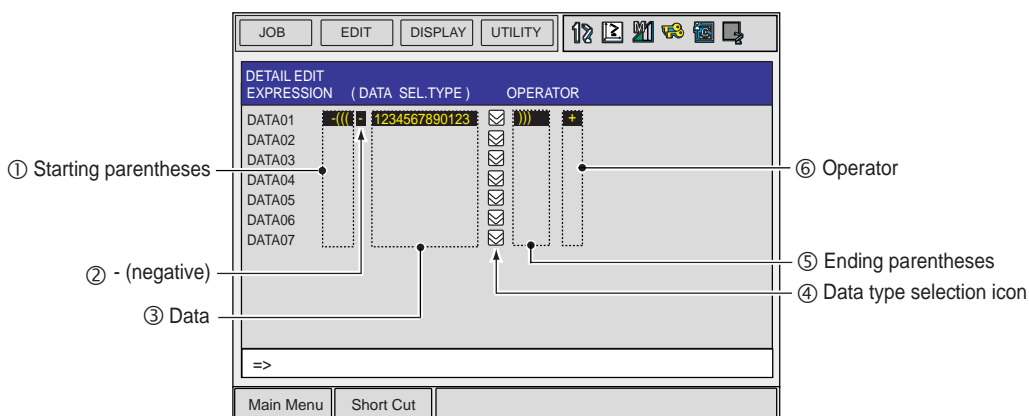 JOB EDIT DISPLAY UTILITY
DETAIL EDIT
EXPRESSION ( DATA SEL.TYPE ) OPERATOR
DATA01 -((( - 1234567890123 ))) +
DATA02
DATA03
① Starting parentheses
⑥ Operator
DATA04
DATA05
DATA06
DATA07
② - (negative)
⑤ Ending parentheses
④ Data type selection icon
③ Data
=>
Main Menu Short Cut